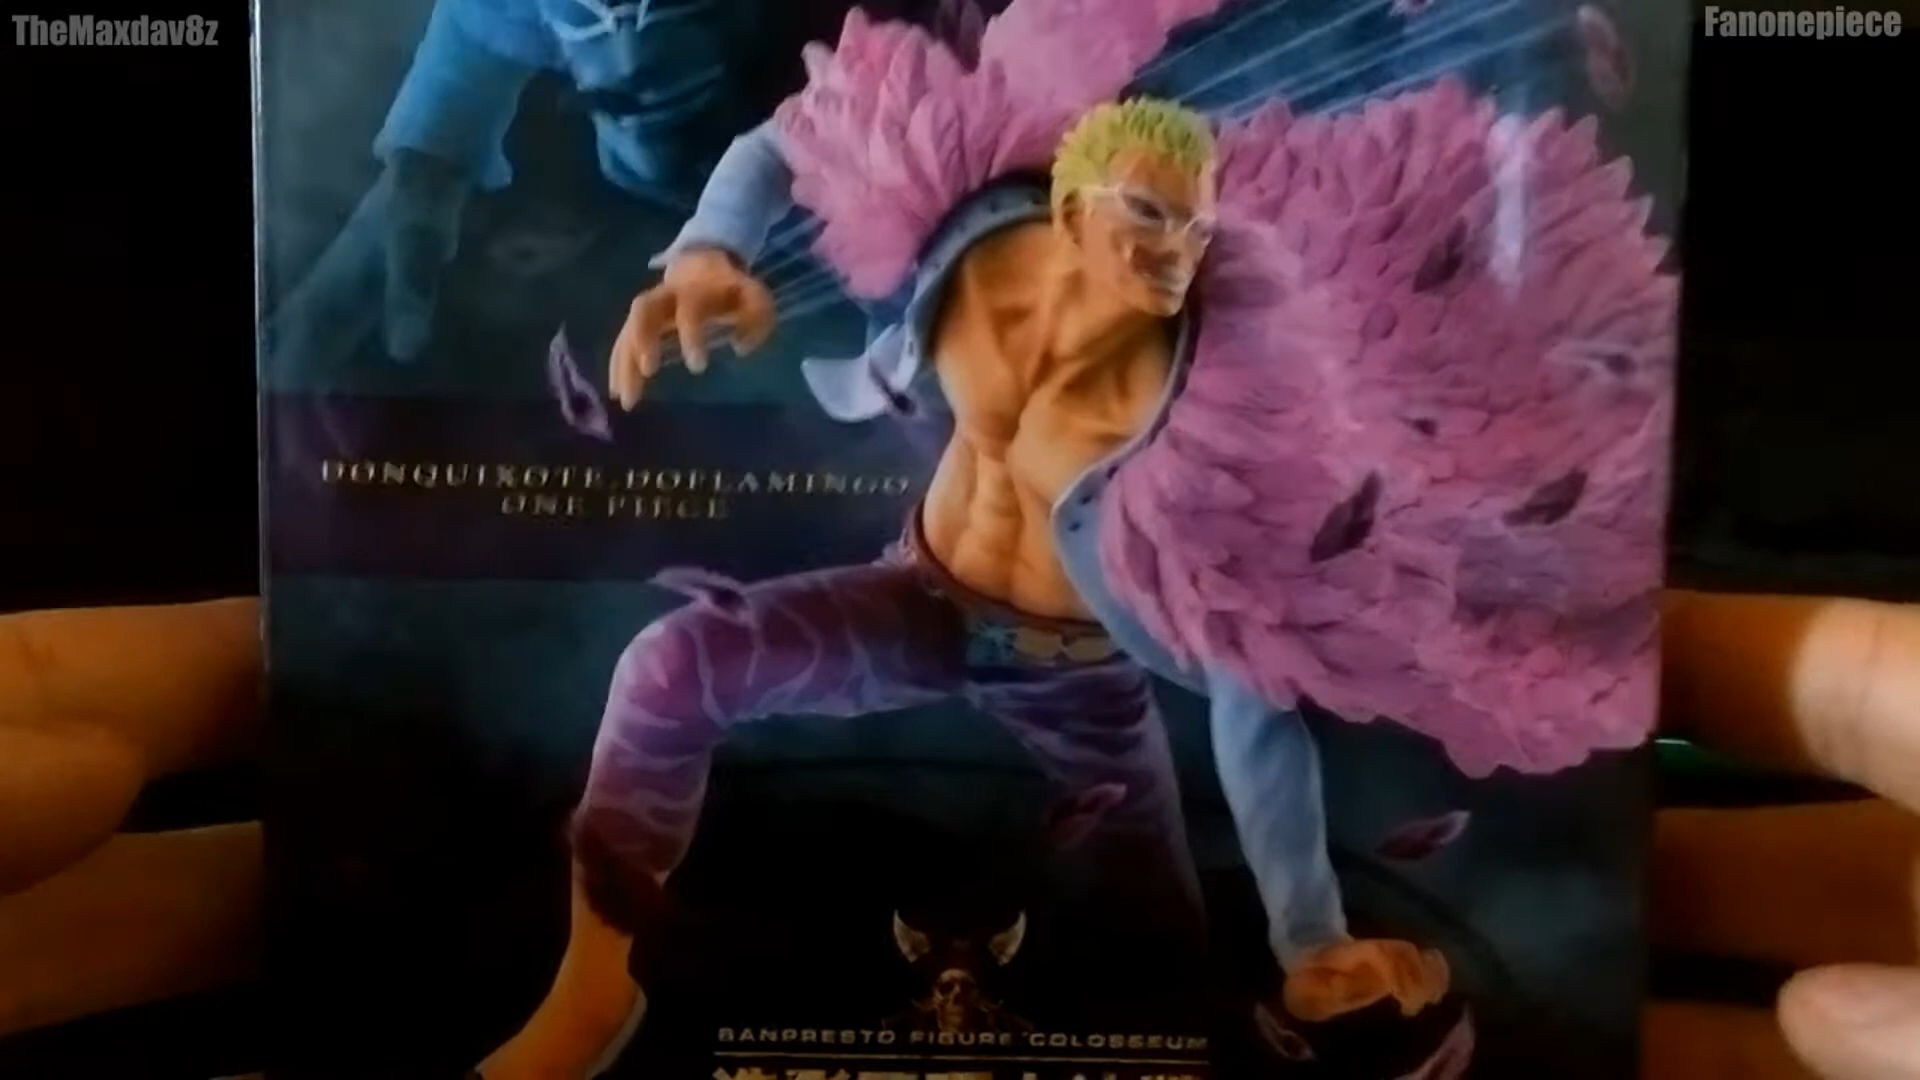 TheMaxdav8z
Fanonepiece
DONQUIXOTE.DOFLAMINGO
ONE PIECE
BANPRESTO FIGURE COLOSSEUM